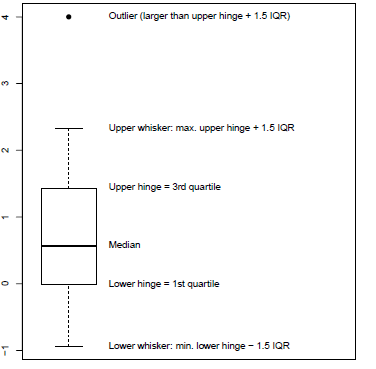 4
Outlier (larger than upper hinge + 1.5 IQR)
3
Upper whisker: max. upper hinge + 1.5 IQR
2
Upper hinge = 3rd quartile
1
Median
0
Lower hinge = 1st quartile
−1
Lower whisker: min. lower hinge − 1.5 IQR